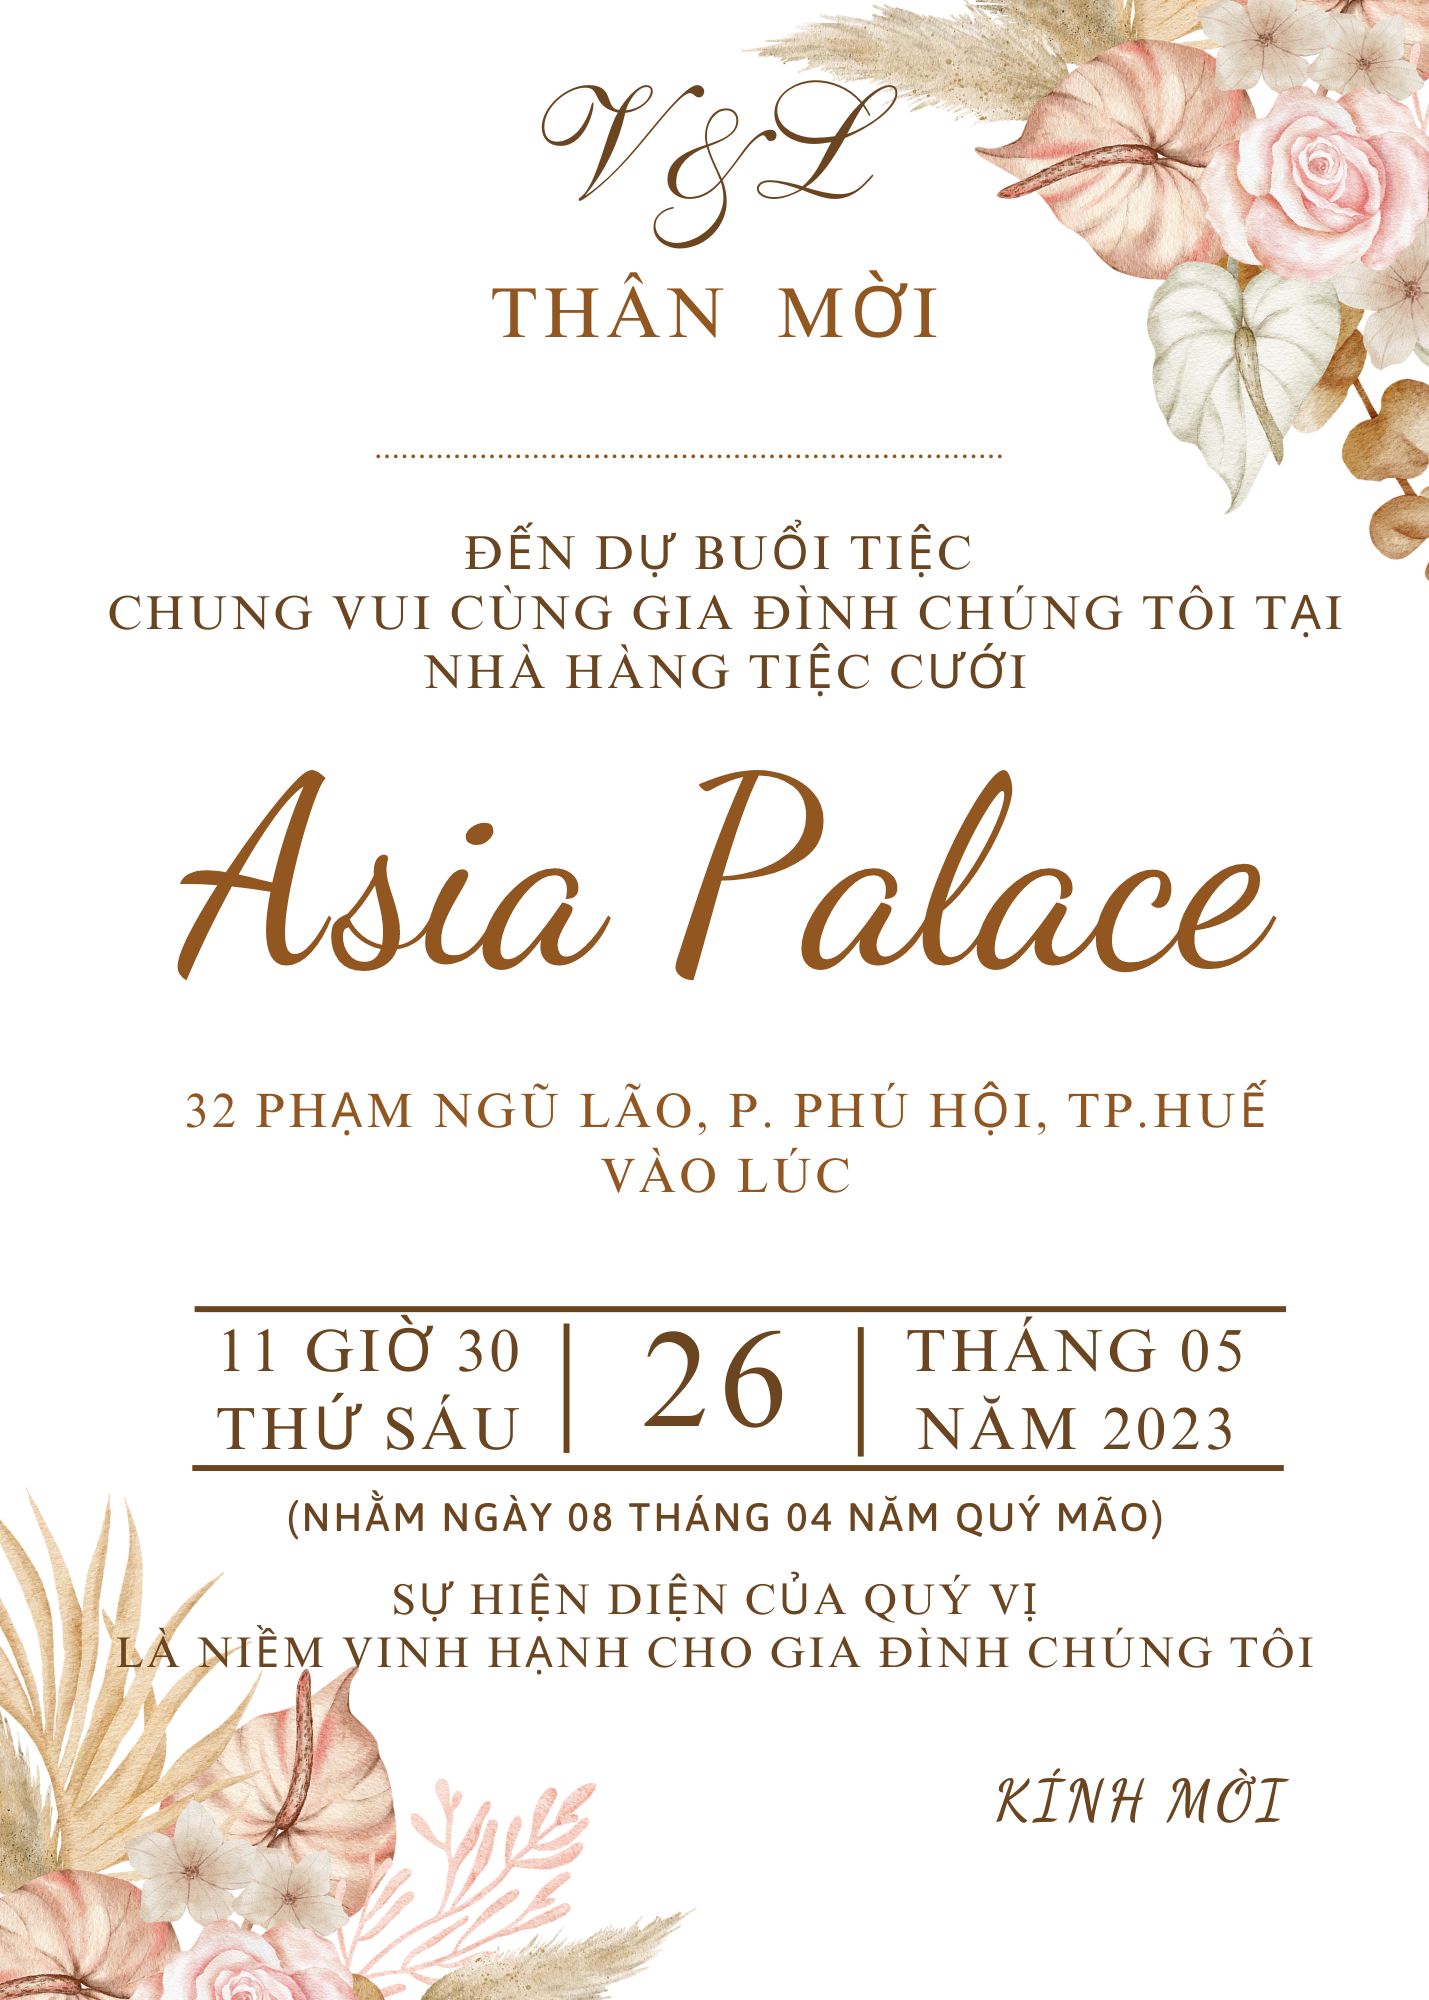 V&L
THÂN MỜI
ĐẾN DỰ BUỔI TIỆC
CHUNG VUI CÙNG GIA ĐÌNH CHÚNG TÔI TẠI
NHÀ HÀNG TIỆC CƯỚI
Asia Palace
32 PHẠM NGŨ LÃO, P. PHÚ HỘI, TP.HUẾ
VÀO LÚC
11 GIỜ 30
THỨ SÁU
26
THÁNG 05
NĂM 2023
(NHẰM NGÀY 08 THÁNG 04 NĂM QUÝ MÃO)
SỰ HIỆN DIỆN CỦA QUÝ VỊ
LÀ NIỀM VINH HẠNH CHO GIA ĐÌNH CHÚNG TÔI
KÍNH MỜI